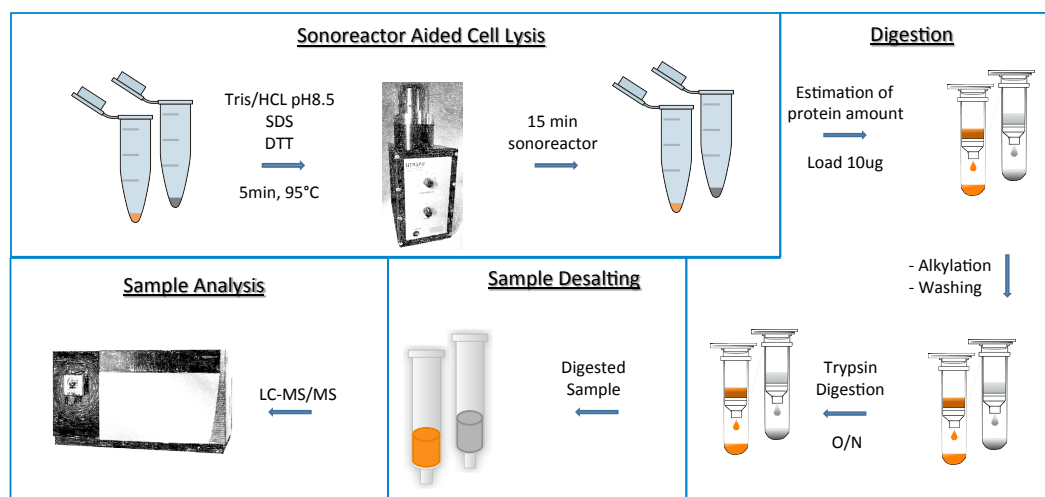 Sonoreactor Aided Cell Lysis
Tris/HCL pH8.5
SDS
DTT
5min, 95°C
15 min
sonoreactor
Digestion
Estimation of
protein amount
Load 10ug
- Alkylation
- Washing
Trypsin
Digestion
O/N
Sample Desalting
Digested
Sample
Sample Analysis
LC-MS/MS